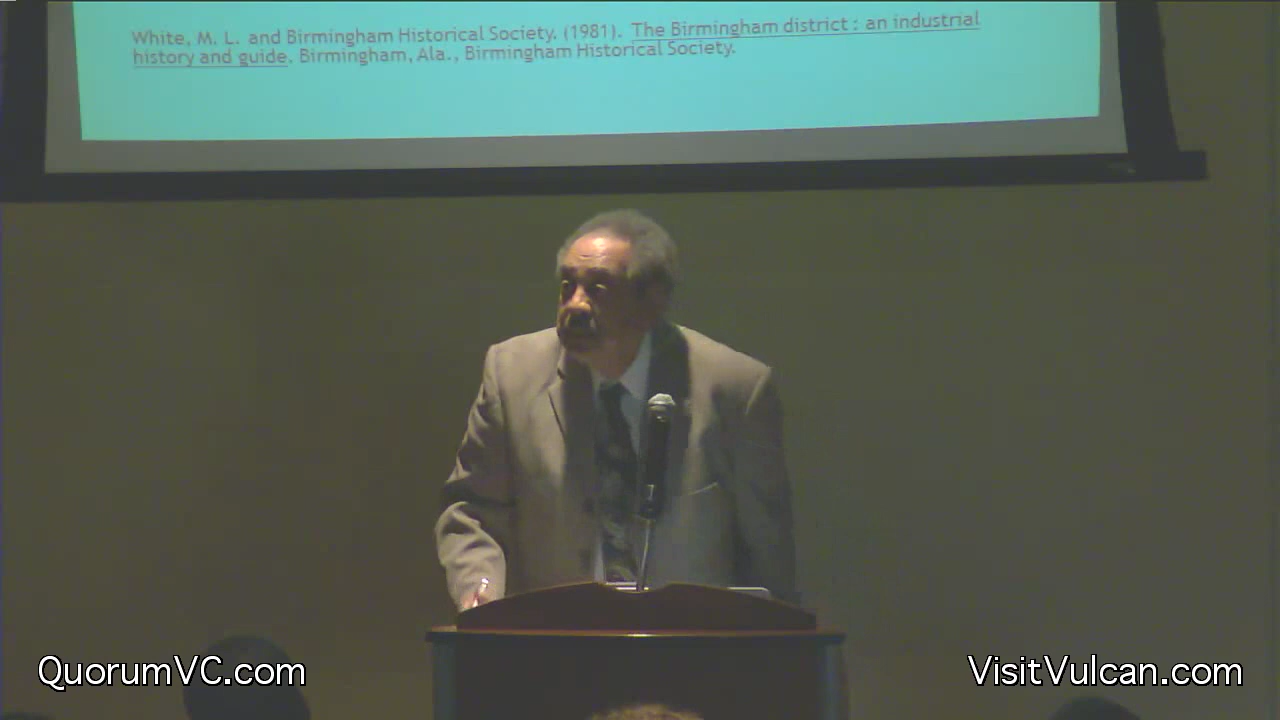 White, M. L. and Birmingham Historical Society. (1981). The Birmingham district : an industrial
history and guide. Birmingham, Ala., Birmingham Historical Society.
QuorumVC.com
VisitVulcan.com